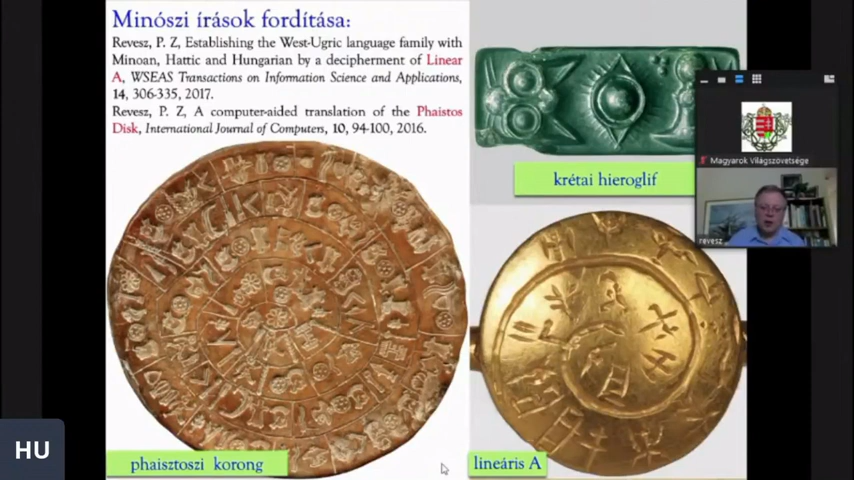 Minószi írások fordítása:
Revesz, P. Z, Establishing the West-Ugric language family with
Minoan, Hattic and Hungarian by a decipherment of Linear
A, WSEAS Transactions on Information Science and Applications,
14, 306-335, 2017.
Revesz, P. Z, A computer-aided translation of the Phaistos
Disk, International Journal of Computers, 10, 94-100, 2016.
krétai hieroglif
Magyarok Világszövetsége
revesz
HU
phaisztoszi korong
lineáris A